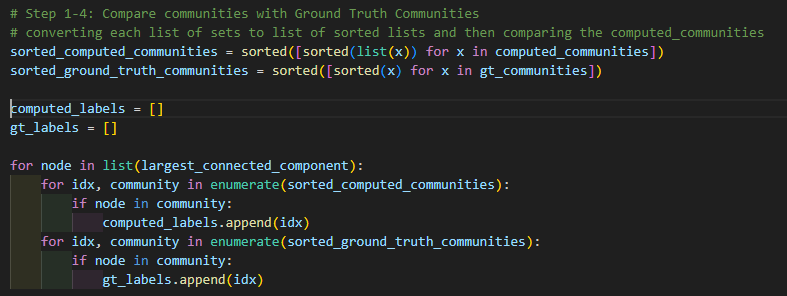 # Step 1-4: Compare communities with Ground Truth Communities
# converting each list of sets to list of sorted lists and then comparing the computed_communities
sorted_computed_communities = sorted([sorted(list(x)) for x in computed_communities])
sorted_ground_truth_communities = sorted([sorted(x) for x in gt_communities])

computed_labels = []
gt_labels = []

for node in list(largest_connected_component):
    for idx, community in enumerate(sorted_computed_communities):
        if node in community:
            computed_labels.append(idx)
    for idx, community in enumerate(sorted_ground_truth_communities):
        if node in community:
            gt_labels.append(idx)